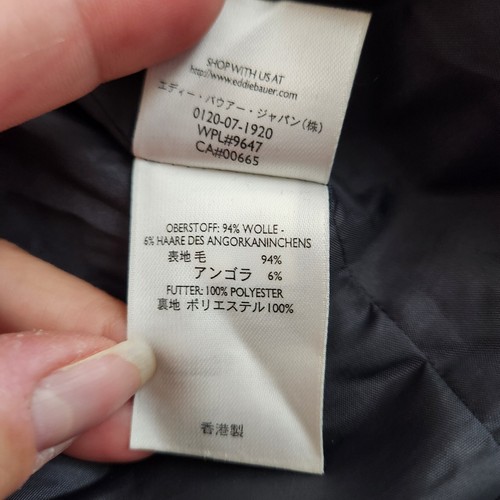 SHOP WITH US AT
http://www.eddiebauer.com
エディー・バウアー・ジャパン(株)
0120-07-1920
WPL#9647
CA#00665
OBERSTOFF: 94% WOLLE -
6% HAARE DES ANGORKANINCHENS
表地 毛 94%
アンゴラ 6%
FUTTER: 100% POLYESTER
裏地 ポリエステル 100%
香港製